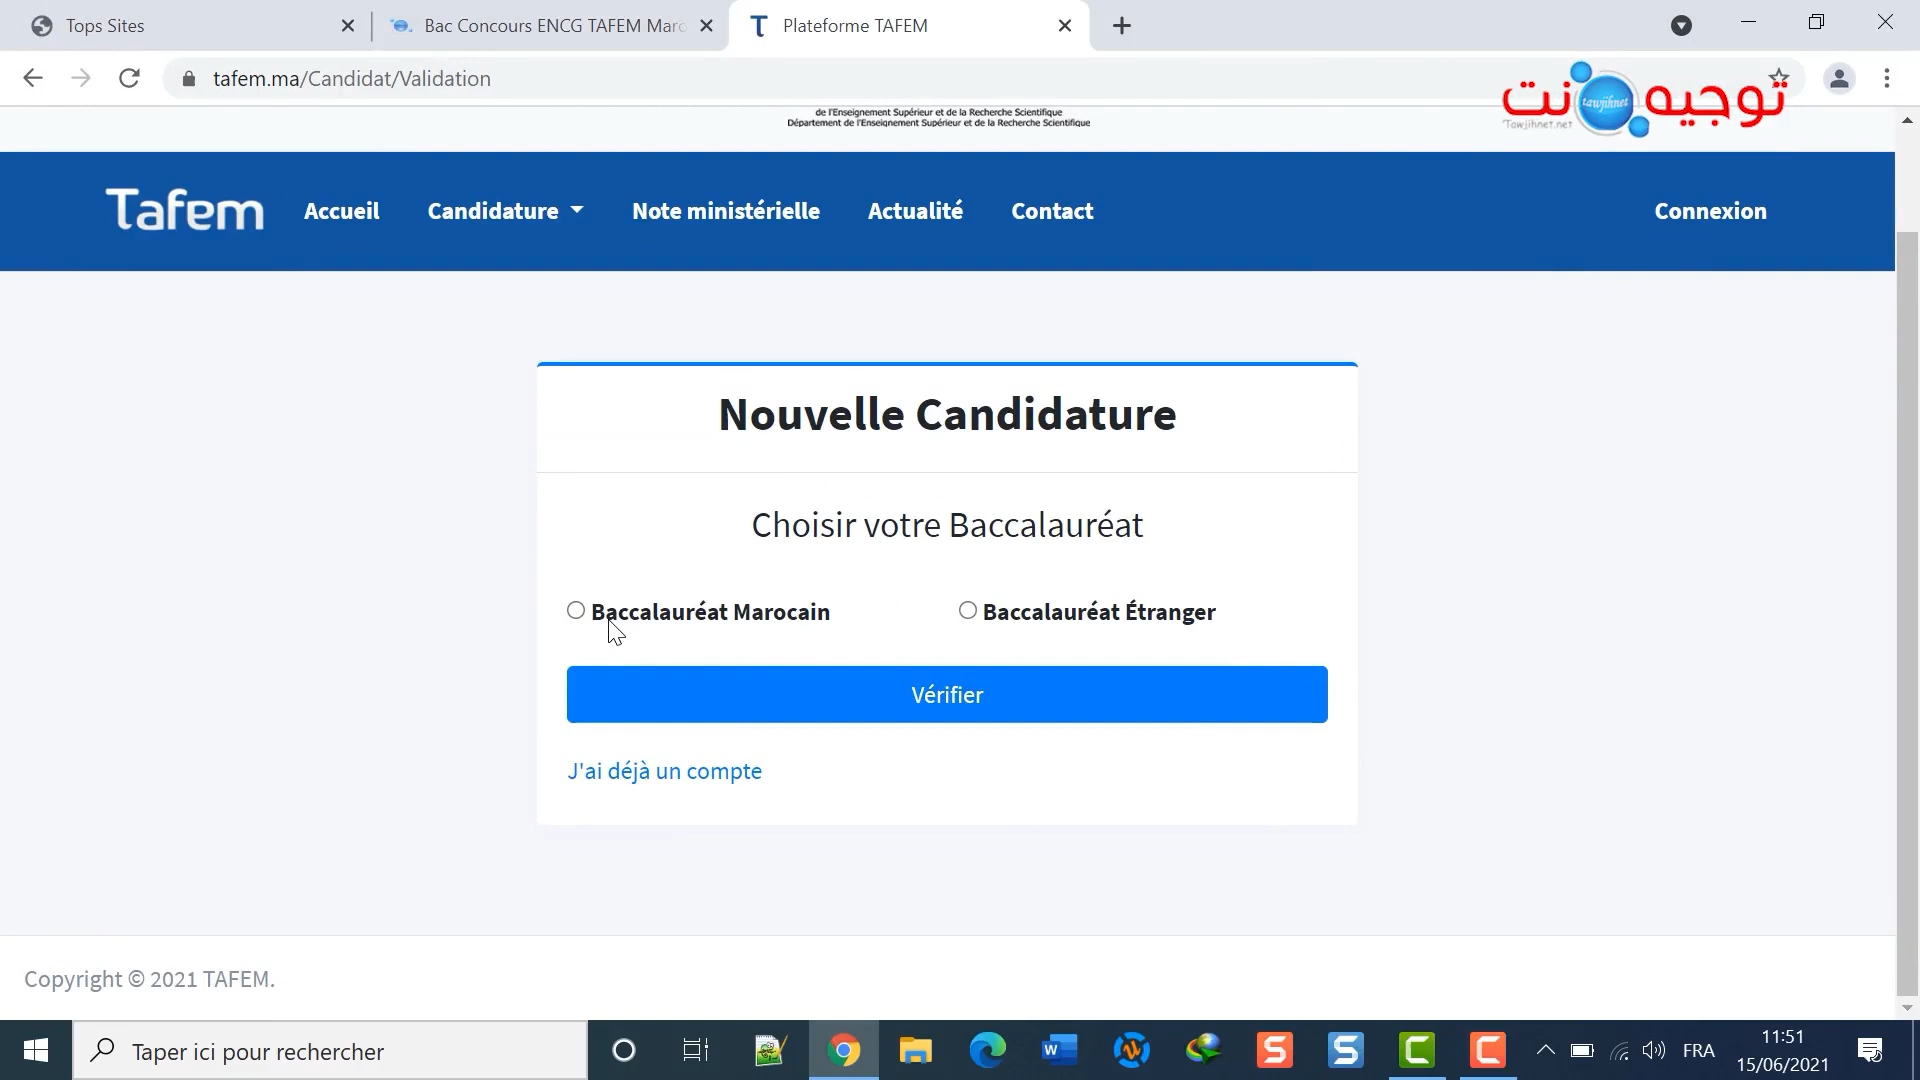 Tops Sites
Bac Concours ENCG TAFEM Maro
Plateforme TAFEM
tafem.ma/Candidat/Validation
توجيه نت
tawjihnet
Tawjihnet.net
de l'Enseignement Supérieur et de la Recherche Scientifique
Département de l'Enseignement Supérieur et de la Recherche Scientifique
Tafem
Accueil
Candidature
Note ministérielle
Actualité
Contact
Connexion
Nouvelle Candidature
Choisir votre Baccalauréat
Baccalauréat Marocain
Baccalauréat Étranger
Vérifier
J'ai déjà un compte
Copyright © 2021 TAFEM.
Taper ici pour rechercher
FRA
11:51
15/06/2021